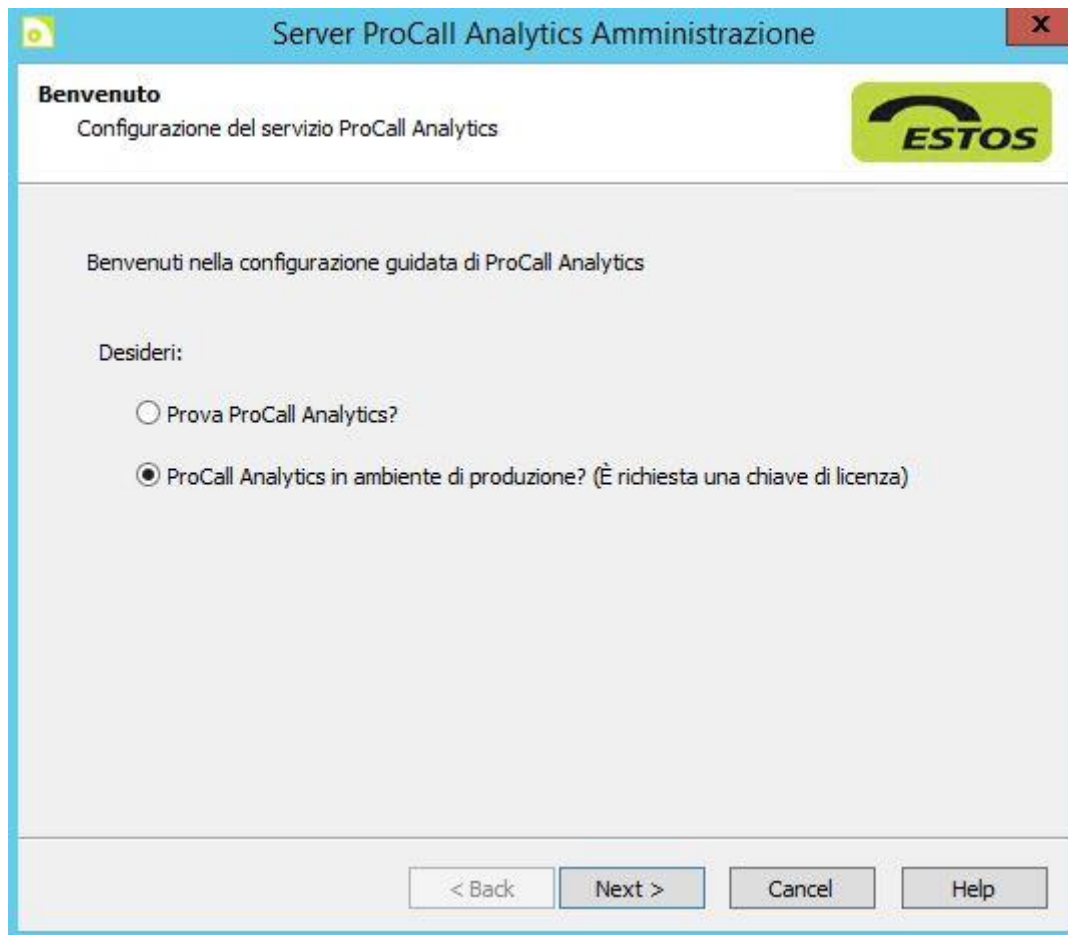 Server ProCall Analytics Amministrazione
x
Benvenuto
Configurazione del servizio ProCall Analytics
ESTOS
Benvenuti nella configurazione guidata di ProCall Analytics
Desideri:
Prova ProCall Analytics?
ProCall Analytics in ambiente di produzione? (È richiesta una chiave di licenza)
< Back Next > Cancel Help